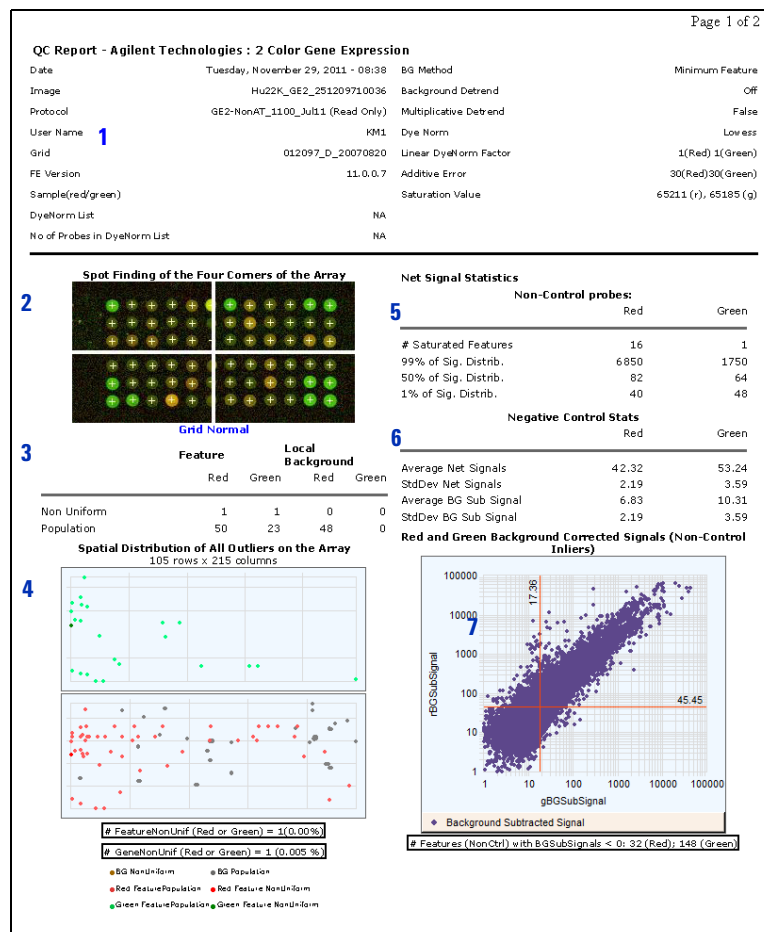 Page 1 of 2
QC Report - Agilent Technologies : 2 Color Gene Expression
Date Tuesday, November 29, 2011 - 08:38 BG Method Minimum Feature
Image Hu22K_GE2_251209710036 Background Detrend Off
Protocol GE2-NonAT_1100_Jul11 (Read Only) Multiplicative Detrend False
User Name 1 KM1 Dye Norm Lowess
Grid 012097_D_20070820 Linear DyeNorm Factor 1(Red) 1(Green)
FE Version 11.0.0.7 Additive Error 30(Red)30(Green)
Sample(red/green) Saturation Value 65211 (r), 65185 (g)
DyeNorm List NA
No of Probes in DyeNorm List NA
2
Spot Finding of the Four Corners of the Array
Grid Normal
3
Feature Local Background
Red Green Red Green
Non Uniform 1 1 0 0
Population 50 23 48 0
4
Spatial Distribution of All Outliers on the Array
105 rows x 215 columns
# FeatureNonUnif (Red or Green) = 1(0.00%)
# GeneNonUnif (Red or Green) = 1 (0.005 %)
BG NonUniform BG Population
Red FeaturePopulation Red Feature NonUniform
Green FeaturePopulation Green Feature NonUniform
Net Signal Statistics
5
Non-Control probes:
Red Green
# Saturated Features 16 1
99% of Sig. Distrib. 6850 1750
50% of Sig. Distrib. 82 64
1% of Sig. Distrib. 40 48
6
Negative Control Stats
Red Green
Average Net Signals 42.32 53.24
StdDev Net Signals 2.19 3.59
Average BG Sub Signal 6.83 10.31
StdDev BG Sub Signal 2.19 3.59
Red and Green Background Corrected Signals (Non-Control
Inliers)
7
rBGSubSignal
100000
10000
1000
100
10
1
17.36
45.45
1 10 100 1000 10000 100000
gBGSubSignal
Background Subtracted Signal
# Features (NonCtrl) with BGSubSignals < 0: 32 (Red); 148 (Green)